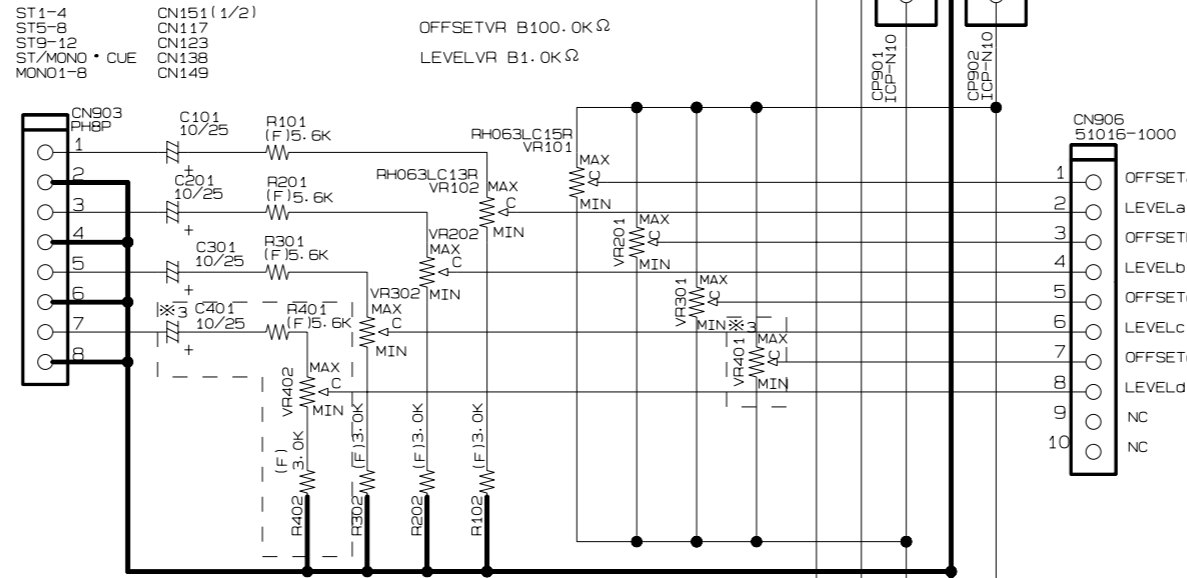 ST1-4 CN151(1/2)
ST5-8 CN117
ST9-12 CN123
ST/MONO・CUE CN138
MONO1-8 CN149
OFFSETVR B100.0KΩ
LEVELVR B1.0KΩ
CP901
ICP-N10
CP902
ICP-N10
CN903
PH8P
1
2
3
4
5
6
7
8
C101
10/25
+
R101
(F)5.6K
C201
10/25
+
R201
(F)5.6K
C301
10/25
+
R301
(F)5.6K
※3
C401
10/25
+
R401
(F)5.6K
RH063LC15R
VR101
MAX
C
MIN
RH063LC13R
VR102
MAX
C
MIN
VR202
MAX
C
MIN
VR201
MAX
C
MIN
VR302
MAX
C
MIN
VR301
MAX
C
MIN
※3
VR402
MAX
C
MIN
VR401
MAX
C
MIN
(F)
3.0K
R402
(F)3.0K
R302
(F)3.0K
R202
(F)3.0K
R102
CN906
51016-1000
1 OFFSETa
2 LEVELa
3 OFFSET
4 LEVELb
5 OFFSET
6 LEVELc
7 OFFSET
8 LEVELd
9 NC
10 NC